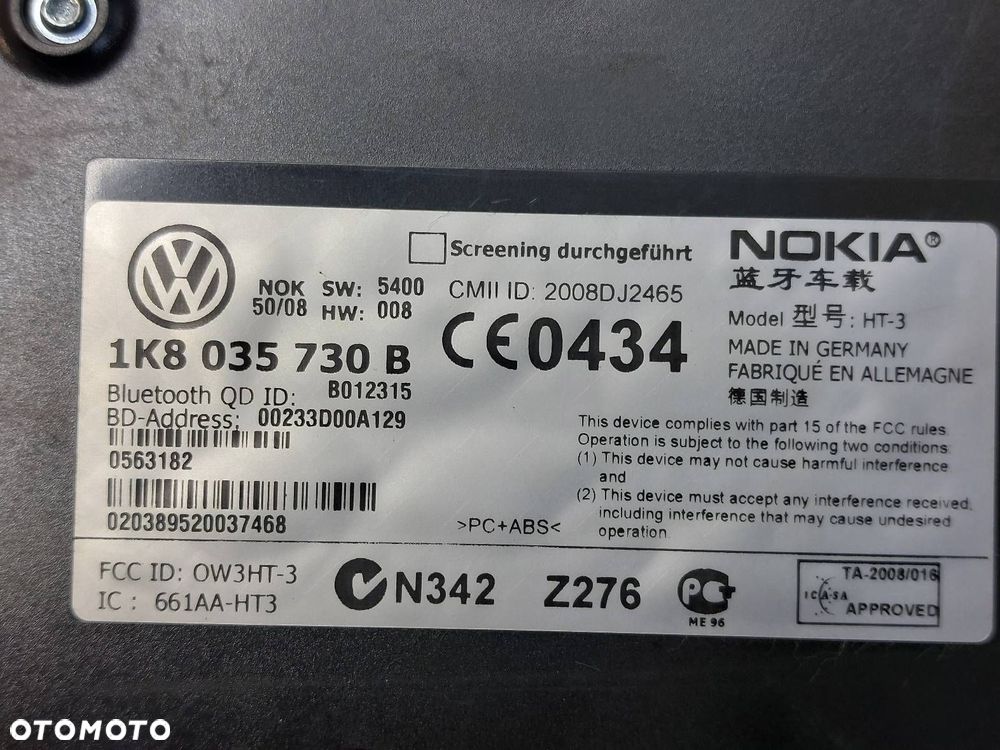 Screening durchgeführt
NOKIA®
蓝牙车载
NOK SW: 5400
50/08 HW: 008
CMII ID: 2008DJ2465
Model 型号: HT-3
1K8 035 730 B
CE0434
MADE IN GERMANY
FABRIQUÉ EN ALLEMAGNE
德国制造
Bluetooth QD ID: B012315
BD-Address: 00233D00A129
0563182
020389520037468
This device complies with part 15 of the FCC rules.
Operation is subject to the following two conditions:
(1) This device may not cause harmful interference
and
(2) This device must accept any interference received,
including interference that may cause undesired
operation.
>PC+ABS<
FCC ID: OW3HT-3
IC : 661AA-HT3
N342
Z276
ME 96
TA-2008/016
ICASA
APPROVED
OTOMOTO